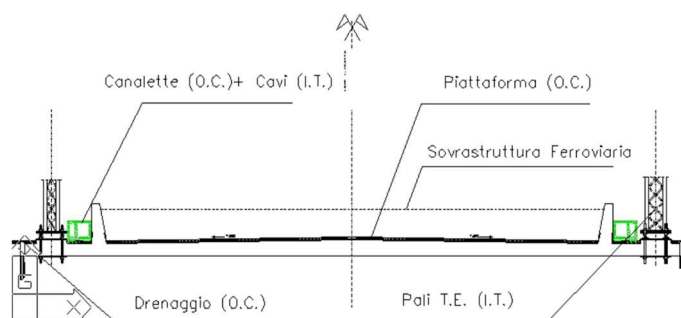 Canalette (O.C.)+ Cavi (I.T.)
Piattaforma (O.C.)
Sovrastruttura Ferroviaria
Drenaggio (O.C.)
Pali T.E. (I.T.)